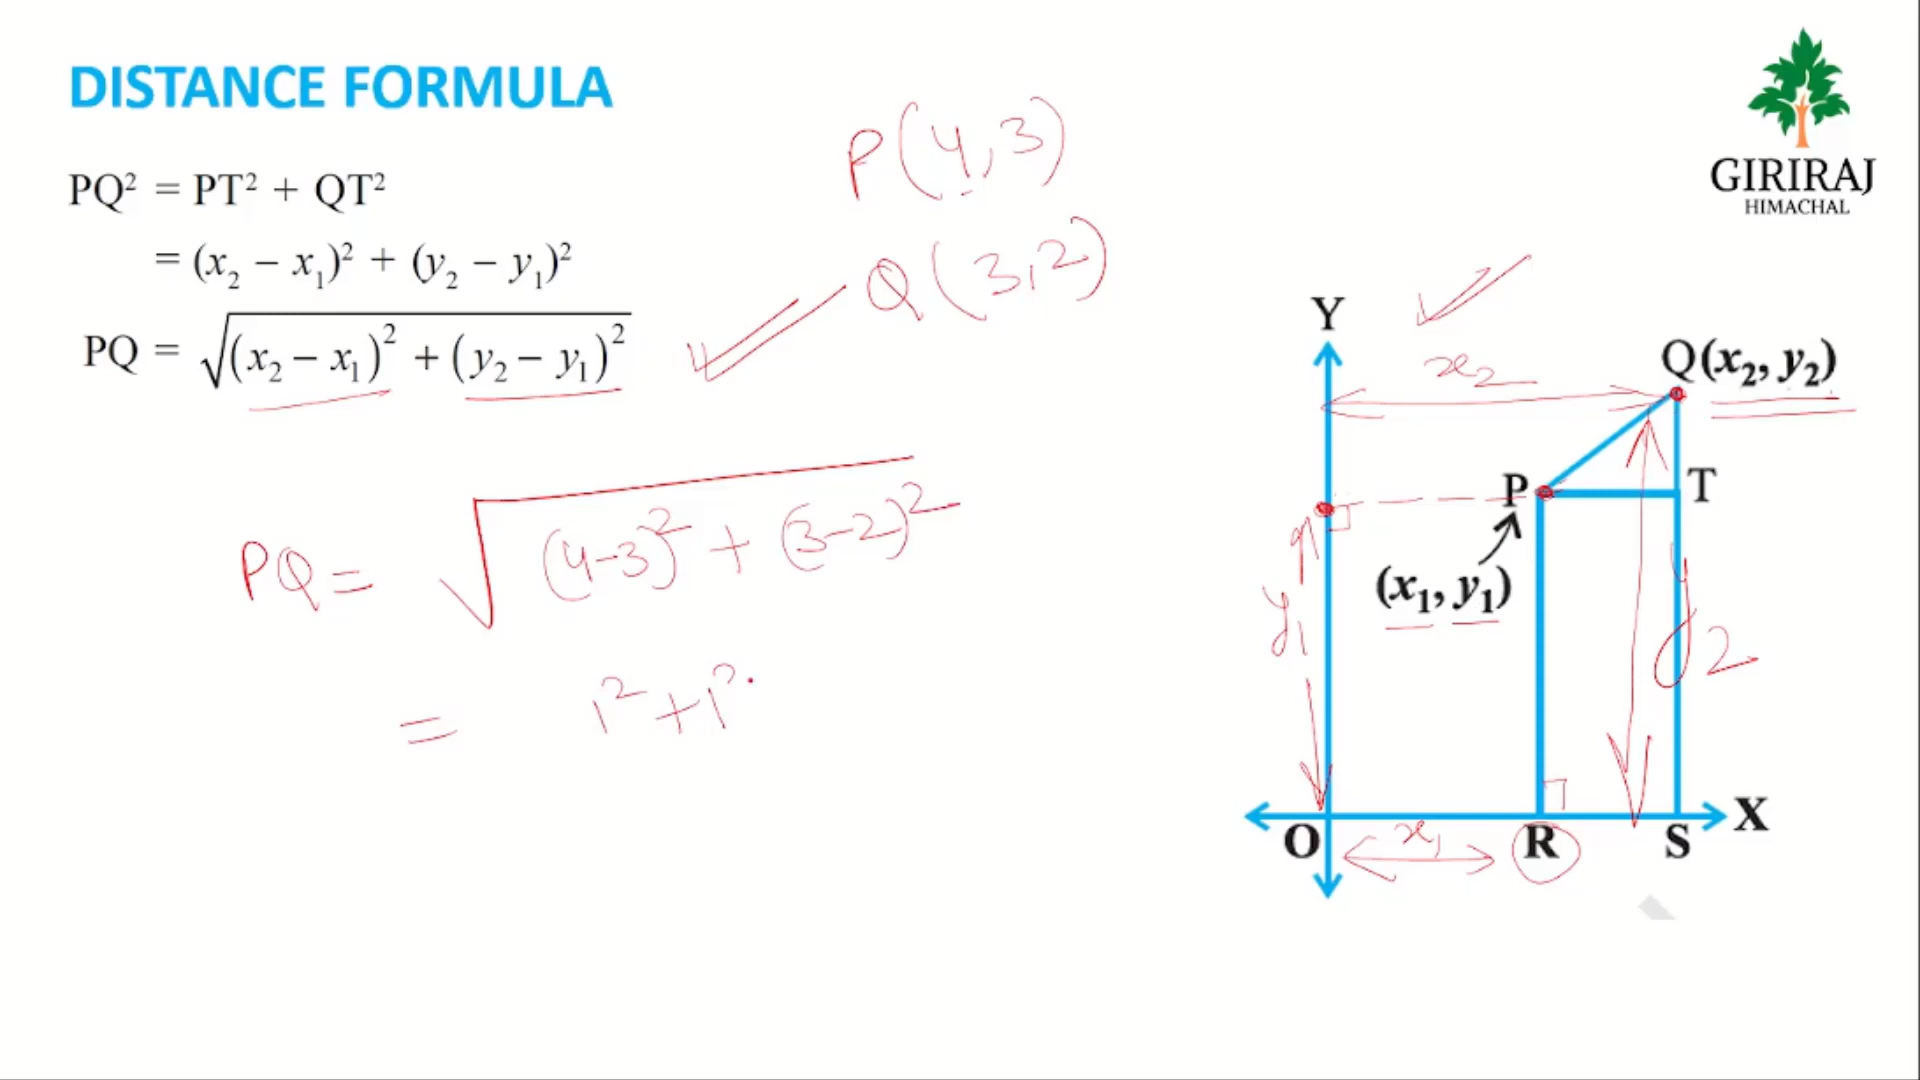 DISTANCE FORMULA
PQ² = PT² + QT²
= (x₂ − x₁)² + (y₂ − y₁)²
PQ = √(x₂ − x₁)² + (y₂ − y₁)²
P(4,3)
Q(3,2)
PQ = √(4-3)² + (3-2)²
= 1² + 1²
GIRIRAJ
HIMACHAL
Y
Q(x₂, y₂)
x₂
P
T
(x₁, y₁)
y₁
y₂
X
O
x₁
R
S